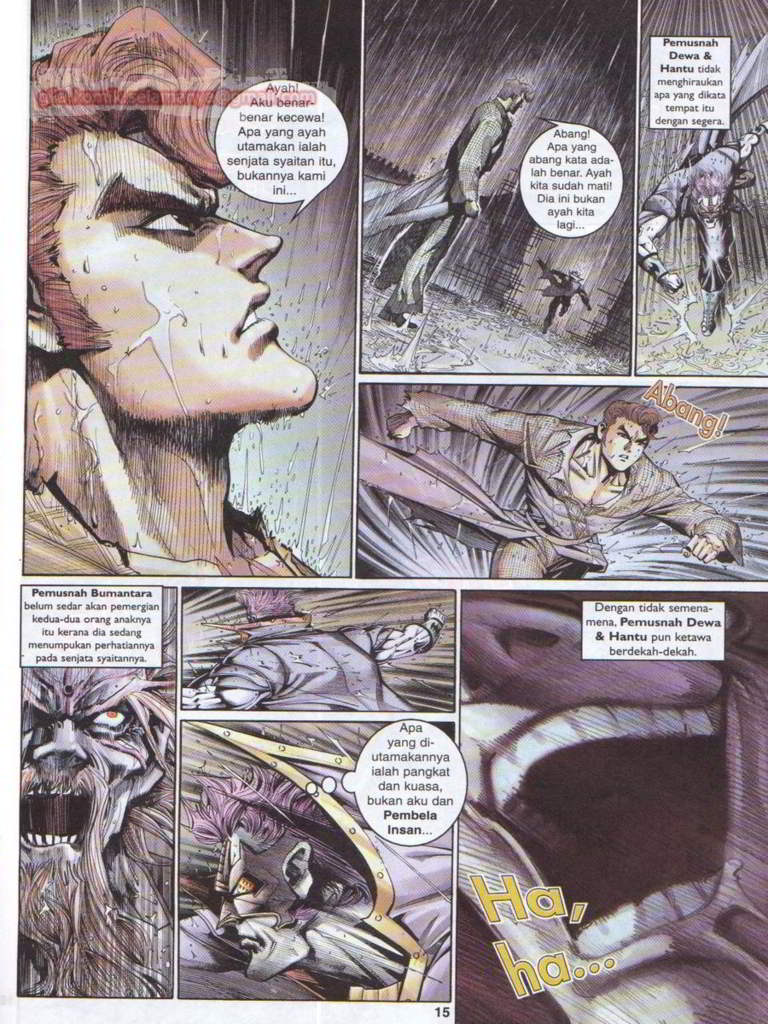 Ayah!
Aku benar-
benar kecewa!
Apa yang ayah
utamakan ialah
senjata syaitan itu,
bukannya kami
ini...
Abang!
Apa yang
abang kata ada-
lah benar. Ayah
kita sudah mati!
Dia ini bukan
ayah kita
lagi...
Pemusnah
Dewa &
Hantu tidak
menghiraukan
apa yang dikata
tempat itu
dengan segera.
Abang!
Pemusnah Bumantara
belum sedar akan pemergian
kedua-dua orang anaknya
itu kerana dia sedang
menumpukan perhatiannya
pada senjata syaitannya.
Apa
yang di-
utamakannya
ialah pangkat
dan kuasa,
bukan aku dan
Pembela
Insan...
Dengan tidak semena-
mena, Pemusnah Dewa
& Hantu pun ketawa
berdekah-dekah.
Ha,
ha...
15